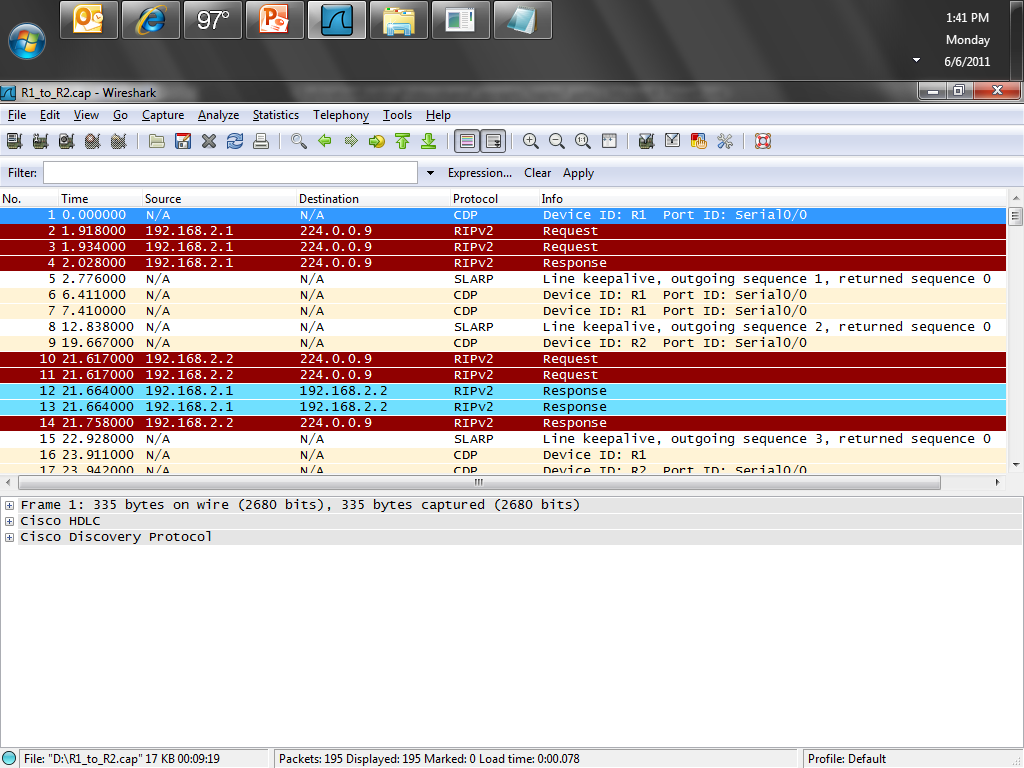 97°
1:41 PM
Monday
6/6/2011
R1_to_R2.cap - Wireshark
File Edit View Go Capture Analyze Statistics Telephony Tools Help
Filter: Expression... Clear Apply
No. Time Source Destination Protocol Info
1 0.000000 N/A N/A CDP Device ID: R1 Port ID: Serial0/0
2 1.918000 192.168.2.1 224.0.0.9 RIPv2 Request
3 1.934000 192.168.2.1 224.0.0.9 RIPv2 Request
4 2.028000 192.168.2.1 224.0.0.9 RIPv2 Response
5 2.776000 N/A N/A SLARP Line keepalive, outgoing sequence 1, returned sequence 0
6 6.411000 N/A N/A CDP Device ID: R1 Port ID: Serial0/0
7 7.410000 N/A N/A CDP Device ID: R1 Port ID: Serial0/0
8 12.838000 N/A N/A SLARP Line keepalive, outgoing sequence 2, returned sequence 0
9 19.667000 N/A N/A CDP Device ID: R2 Port ID: Serial0/0
10 21.617000 192.168.2.2 224.0.0.9 RIPv2 Request
11 21.617000 192.168.2.2 224.0.0.9 RIPv2 Request
12 21.664000 192.168.2.1 192.168.2.2 RIPv2 Response
13 21.664000 192.168.2.1 192.168.2.2 RIPv2 Response
14 21.758000 192.168.2.2 224.0.0.9 RIPv2 Response
15 22.928000 N/A N/A SLARP Line keepalive, outgoing sequence 3, returned sequence 0
16 23.911000 N/A N/A CDP Device ID: R1
17 23.942000 N/A N/A CDP Device ID: R2 Port ID: Serial0/0
Frame 1: 335 bytes on wire (2680 bits), 335 bytes captured (2680 bits)
Cisco HDLC
Cisco Discovery Protocol
File: "D:\R1_to_R2.cap" 17 KB 00:09:19 Packets: 195 Displayed: 195 Marked: 0 Load time: 0:00.078 Profile: Default